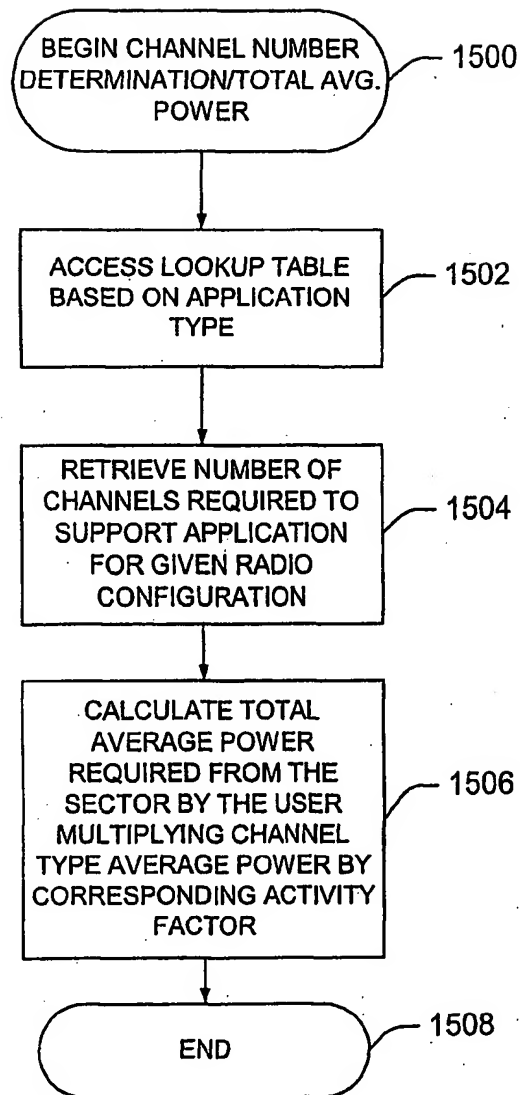 BEGIN CHANNEL NUMBER
DETERMINATION/TOTAL AVG.
POWER
1500
ACCESS LOOKUP TABLE
BASED ON APPLICATION
TYPE
1502
RETRIEVE NUMBER OF
CHANNELS REQUIRED TO
SUPPORT APPLICATION
FOR GIVEN RADIO
CONFIGURATION
1504
CALCULATE TOTAL
AVERAGE POWER
REQUIRED FROM THE
SECTOR BY THE USER
MULTIPLYING CHANNEL
TYPE AVERAGE POWER BY
CORRESPONDING ACTIVITY
FACTOR
1506
END
1508